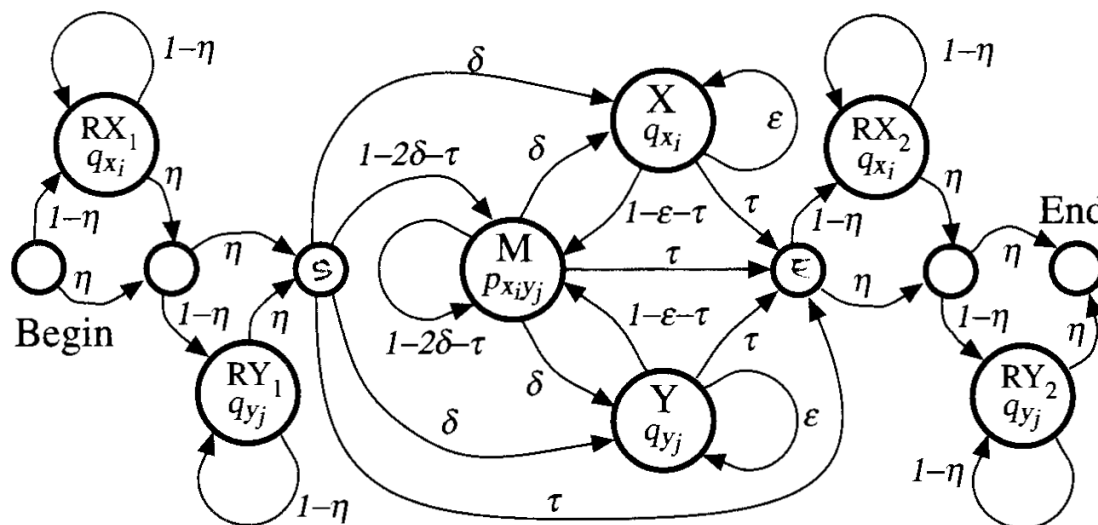 1–η
RX1
qxi
η
1–η
η
Begin
η
1–η
RY1
qyj
η
1–η
S
δ
1–2δ–τ
δ
X
qxi
ε
1–ε–τ
τ
M
pxiyj
1–2δ–τ
τ
δ
1–ε–τ
τ
Y
qyj
ε
δ
τ
E
1–η
RX2
qxi
η
1–η
η
η
End
1–η
RY2
qyj
η
1–η